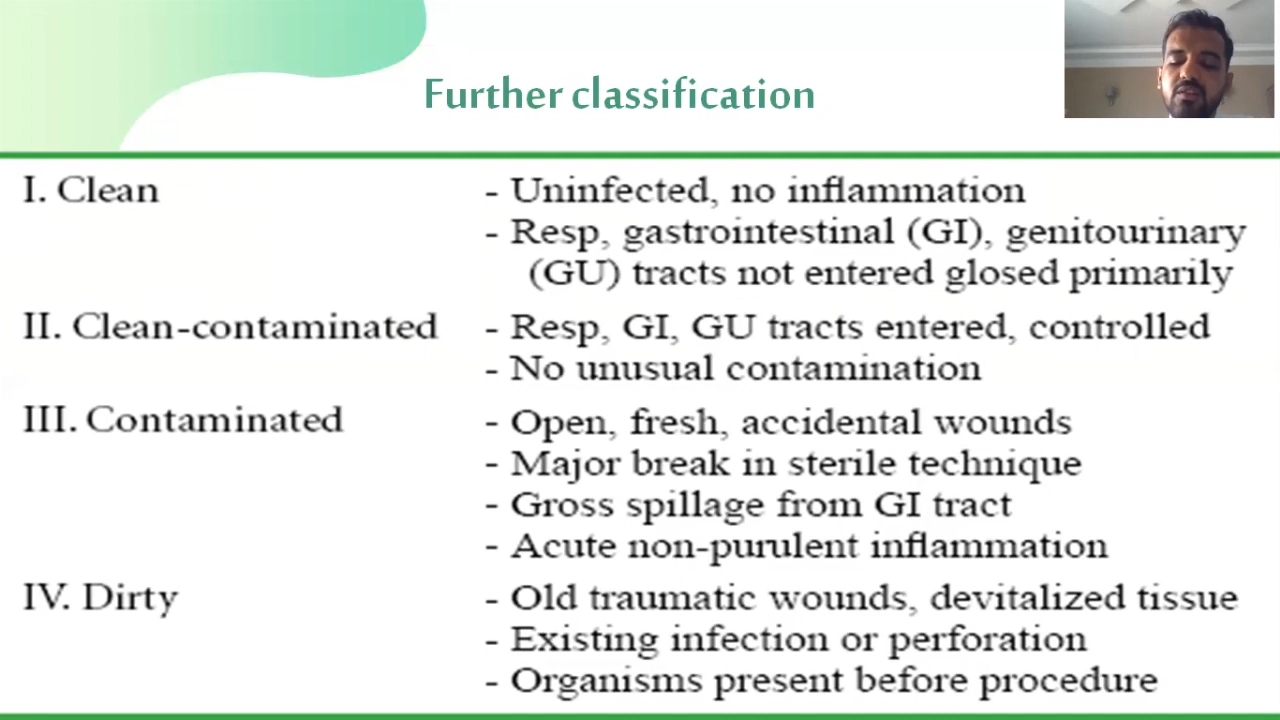 Further classification
I. Clean
- Uninfected, no inflammation
- Resp, gastrointestinal (GI), genitourinary
(GU) tracts not entered glosed primarily
II. Clean-contaminated
- Resp, GI, GU tracts entered, controlled
- No unusual contamination
III. Contaminated
- Open, fresh, accidental wounds
- Major break in sterile technique
- Gross spillage from GI tract
- Acute non-purulent inflammation
IV. Dirty
- Old traumatic wounds, devitalized tissue
- Existing infection or perforation
- Organisms present before procedure